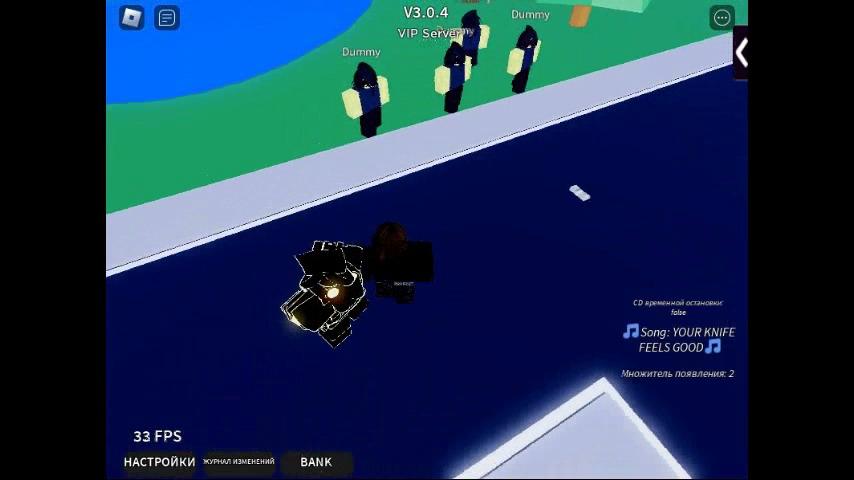 V3.0.4
VIP Server
Dummy
Dummy
CD временной остановки:
false
🎵Song: YOUR KNIFE
FEELS GOOD🎵
Множитель появления: 2
33 FPS
НАСТРОЙКИ
ЖУРНАЛ ИЗМЕНЕНИЙ
BANK